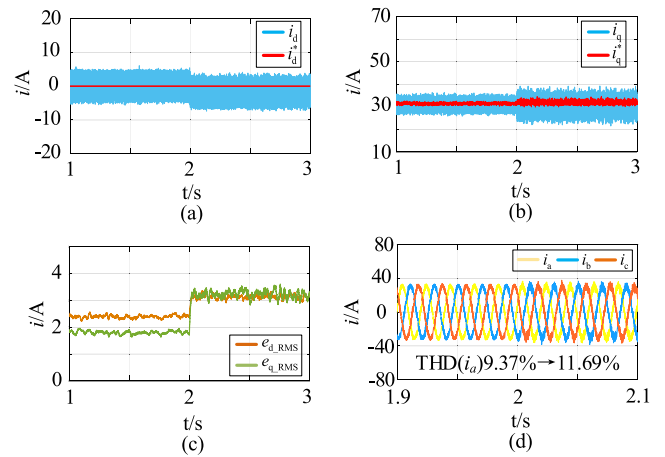 20
10
0
-10
-20
i/A
i_d
i_d^*
1
2
3
t/s
(a)
70
50
30
10
i/A
i_q
i_q^*
1
2
3
t/s
(b)
4
2
0
i/A
e_d_RMS
e_q_RMS
1
2
3
t/s
(c)
80
40
0
-40
-80
i/A
i_a i_b i_c
THD(i_a)9.37%→11.69%
1.9
2
2.1
t/s
(d)